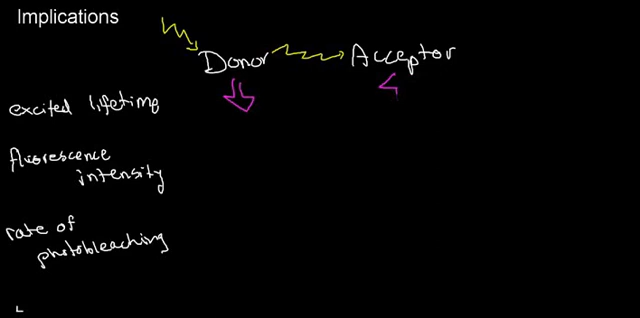 Implications
Donor Acceptor
excited lifetime
fluorescence
intensity
rate of
photobleaching